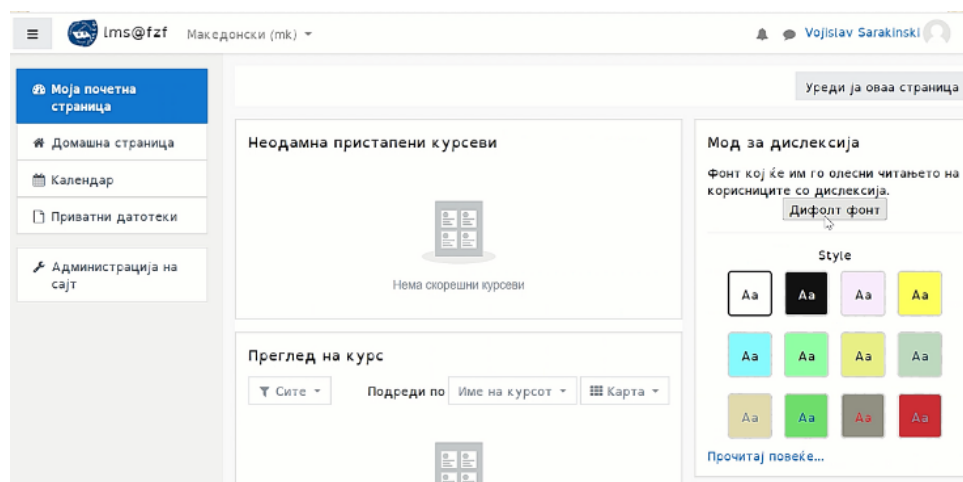 lms@fzf Македонски (mk)
Vojislav Sarakinski
Моја почетна
страница
Домашна страница
Календар
Приватни датотеки
Администрација на
сајт
Уреди ја оваа страница
Неодамна пристапени курсеви
Нема скорешни курсеви
Преглед на курс
Сите Подреди по Име на курсот Карта
Мод за дислексија
Фонт кој ќе им го олесни читањето на
корисниците со дислексија.
Дифолт фонт
Style
Aa Aa Aa Aa
Aa Aa Aa Aa
Aa Aa Aa Aa
Прочитај повеќе...